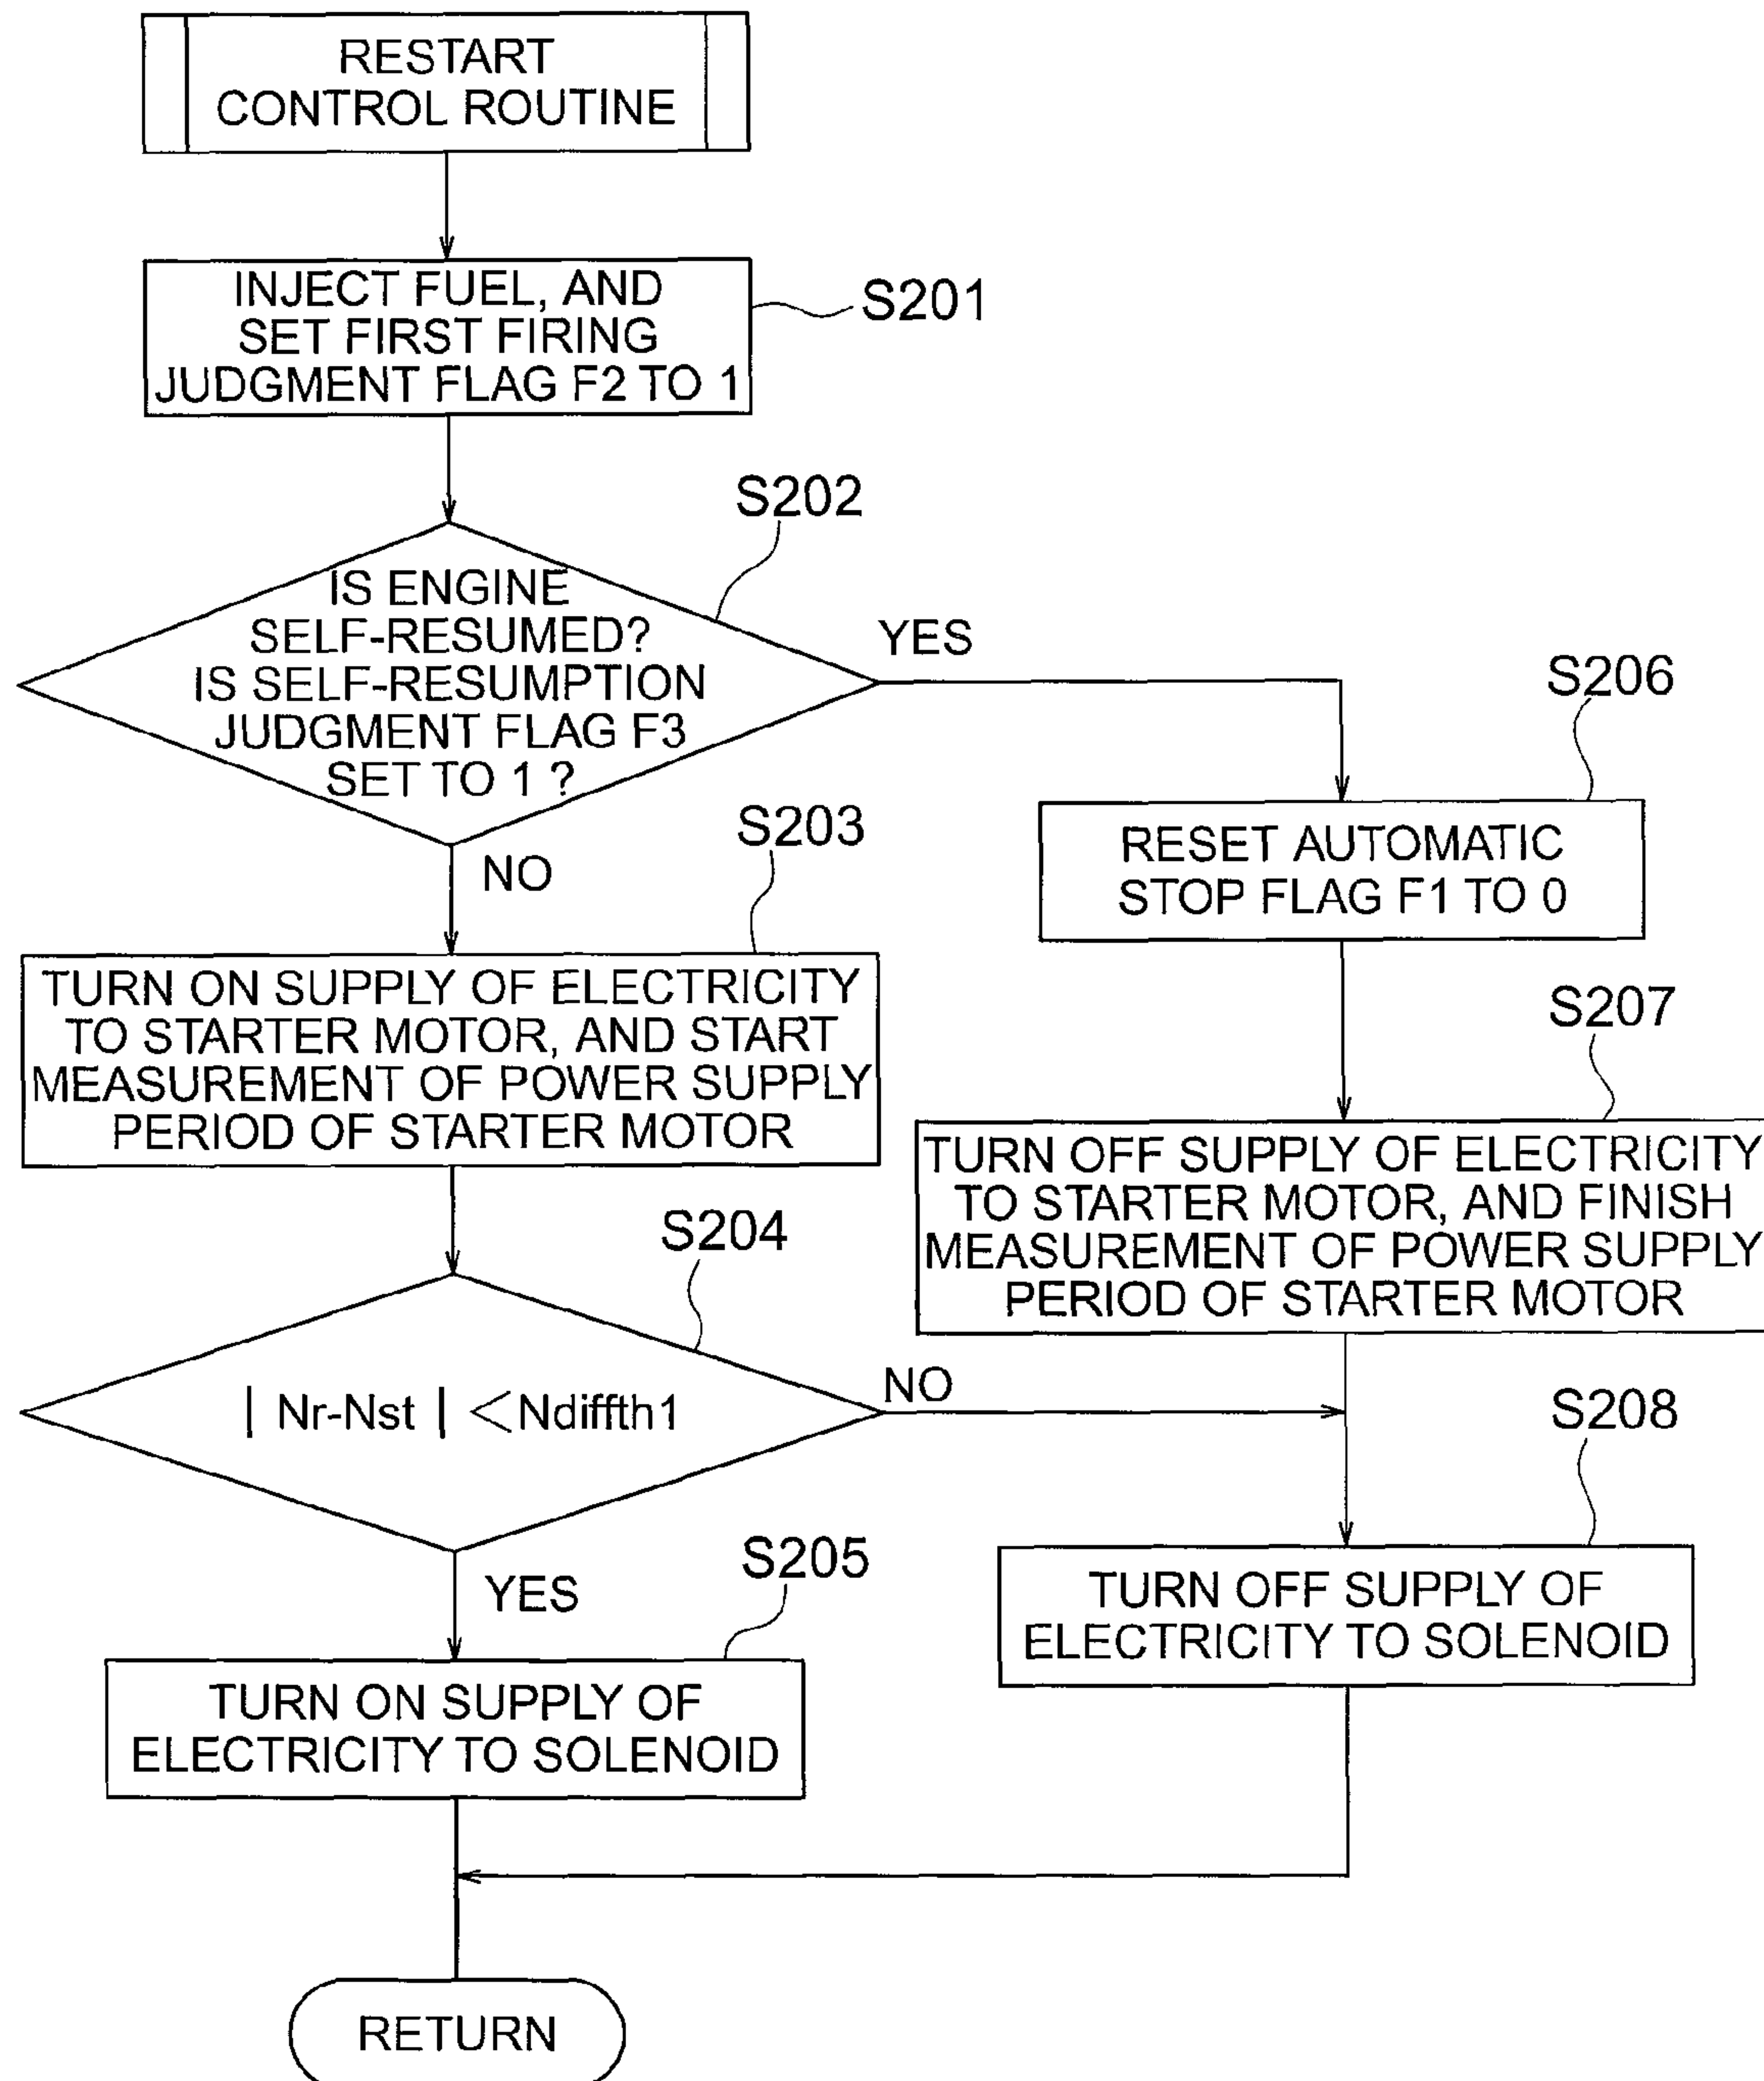 RESTART
CONTROL ROUTINE
INJECT FUEL, AND
SET FIRST FIRING
JUDGMENT FLAG F2 TO 1
S201
S202
IS ENGINE
SELF-RESUMED?
IS SELF-RESUMPTION
JUDGMENT FLAG F3
SET TO 1 ?
YES
NO
S206
RESET AUTOMATIC
STOP FLAG F1 TO 0
S203
TURN ON SUPPLY OF ELECTRICITY
TO STARTER MOTOR, AND START
MEASUREMENT OF POWER SUPPLY
PERIOD OF STARTER MOTOR
S207
TURN OFF SUPPLY OF ELECTRICITY
TO STARTER MOTOR, AND FINISH
MEASUREMENT OF POWER SUPPLY
PERIOD OF STARTER MOTOR
S204
| Nr-Nst | <Ndiffth1
NO
YES
S208
TURN OFF SUPPLY OF
ELECTRICITY TO SOLENOID
S205
TURN ON SUPPLY OF
ELECTRICITY TO SOLENOID
RETURN